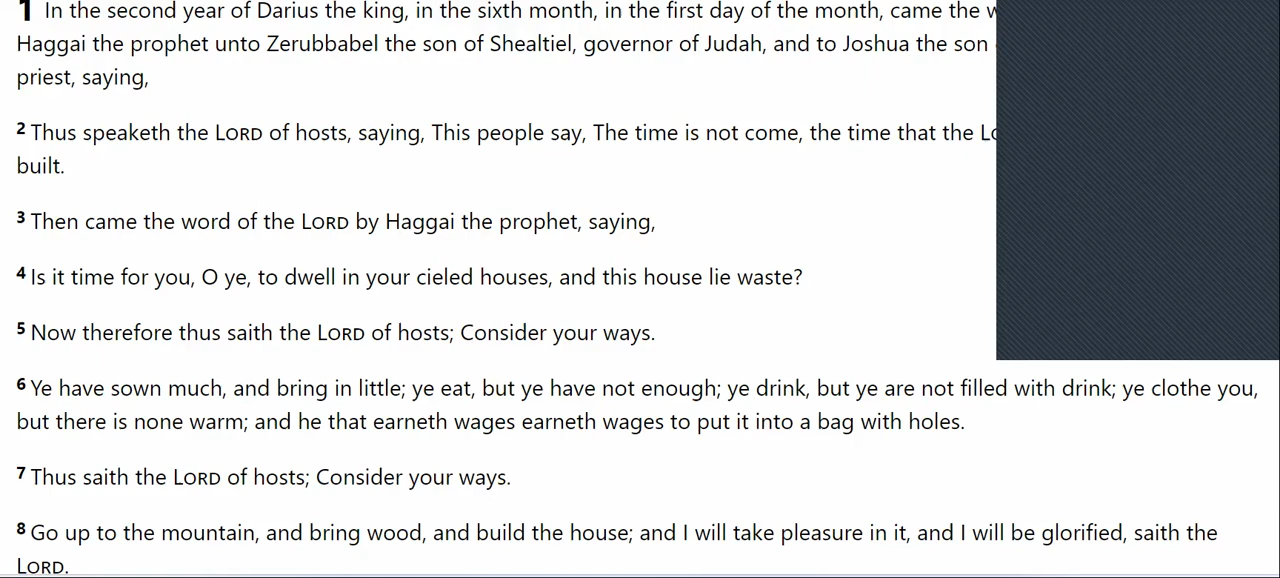 1 In the second year of Darius the king, in the sixth month, in the first day of the month, came the
Haggai the prophet unto Zerubbabel the son of Shealtiel, governor of Judah, and to Joshua the son
priest, saying,
2 Thus speaketh the LORD of hosts, saying, This people say, The time is not come, the time that the
built.
3 Then came the word of the LORD by Haggai the prophet, saying,
4 Is it time for you, O ye, to dwell in your cieled houses, and this house lie waste?
5 Now therefore thus saith the LORD of hosts; Consider your ways.
6 Ye have sown much, and bring in little; ye eat, but ye have not enough; ye drink, but ye are not filled with drink; ye clothe you,
but there is none warm; and he that earneth wages earneth wages to put it into a bag with holes.
7 Thus saith the LORD of hosts; Consider your ways.
8 Go up to the mountain, and bring wood, and build the house; and I will take pleasure in it, and I will be glorified, saith the
LORD.